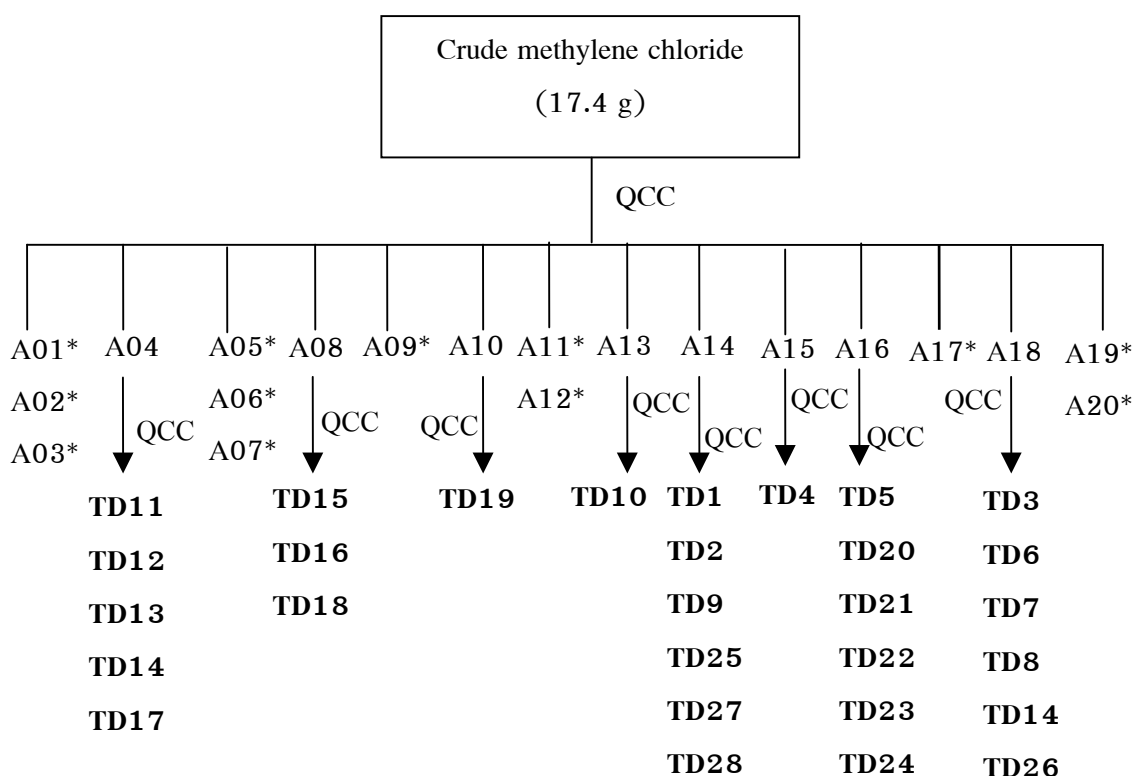 Crude methylene chloride
(17.4 g)
QCC
A01* A04 A05* A08 A09* A10 A11* A13 A14 A15 A16 A17* A18 A19*
A02* A06* A12* QCC QCC QCC A20*
A03* QCC A07* QCC QCC QCC QCC
TD11 TD15 TD19 TD10 TD1 TD4 TD5 TD3
TD12 TD16 TD2 TD20 TD6
TD13 TD18 TD9 TD21 TD7
TD14 TD25 TD22 TD8
TD17 TD27 TD23 TD14
TD28 TD24 TD26